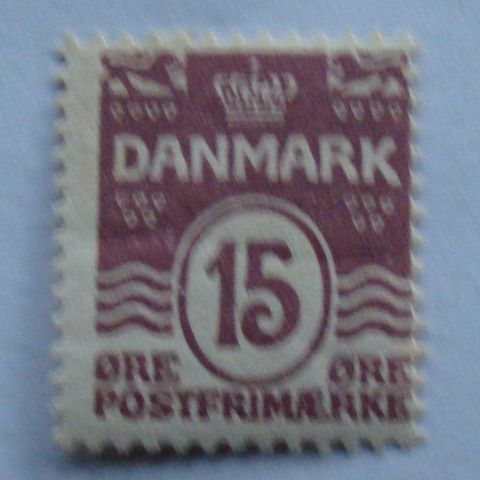 DANMARK
15
ØRE ØRE
POSTFRIMÆRKE